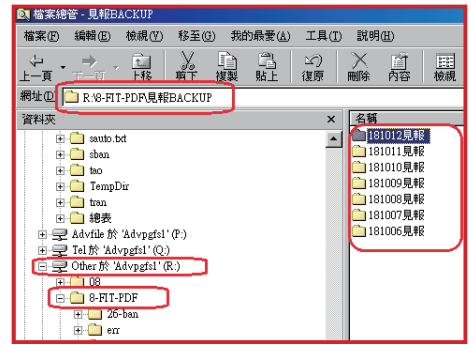 檔案總管 - 見報BACKUP
檔案(F) 編輯(E) 檢視(V) 移至(G) 我的最愛(A) 工具(T) 說明(H)
上一頁 下一頁 上移 剪下 複製 貼上 復原 刪除 內容 檢視
網址(D) R:\8-FIT-PDF\見報BACKUP
資料夾 ×
名稱
sauto.txt
sban
tao
TempDir
tran
總表
Advfile 於 'Advpgfs1' (P:)
Tel 於 'Advpgfs1' (Q:)
Other 於 'Advpgfs1' (R:)
08
8-FIT-PDF
26-ban
err
181012見報
181011見報
181010見報
181009見報
181008見報
181007見報
181006見報